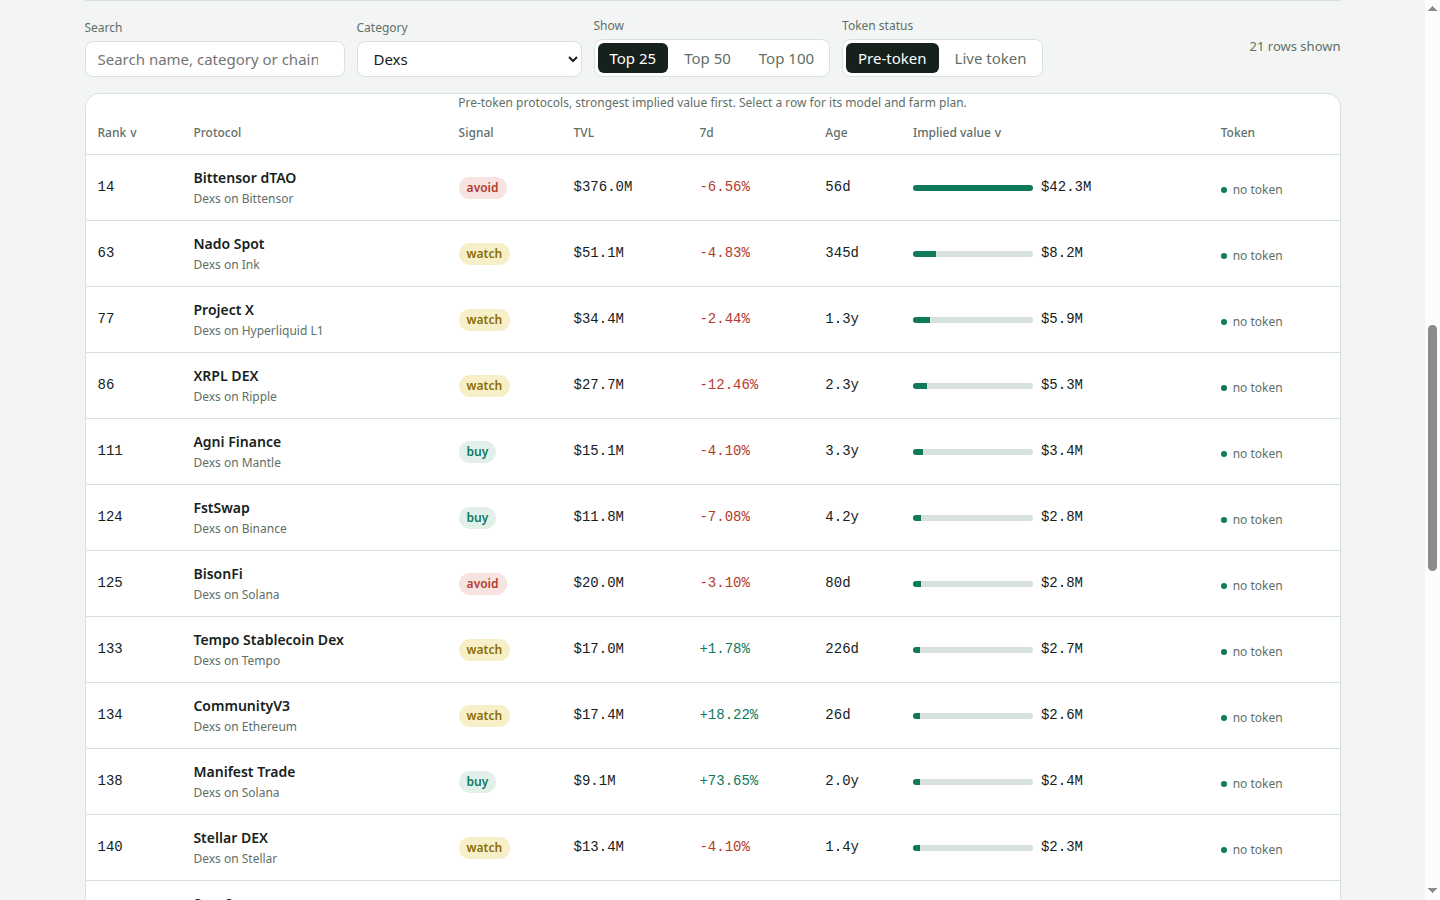 Search
Category
Show
Token status
Search name, category or chain
Dexs
Top 25 Top 50 Top 100
Pre-token Live token
21 rows shown
Pre-token protocols, strongest implied value first. Select a row for its model and farm plan.
Rank v Protocol Signal TVL 7d Age Implied value v Token
14 Bittensor dTAO avoid $376.0M -6.56% 56d $42.3M no token
Dexs on Bittensor
63 Nado Spot watch $51.1M -4.83% 345d $8.2M no token
Dexs on Ink
77 Project X watch $34.4M -2.44% 1.3y $5.9M no token
Dexs on Hyperliquid L1
86 XRPL DEX watch $27.7M -12.46% 2.3y $5.3M no token
Dexs on Ripple
111 Agni Finance buy $15.1M -4.10% 3.3y $3.4M no token
Dexs on Mantle
124 FstSwap buy $11.8M -7.08% 4.2y $2.8M no token
Dexs on Binance
125 BisonFi avoid $20.0M -3.10% 80d $2.8M no token
Dexs on Solana
133 Tempo Stablecoin Dex watch $17.0M +1.78% 226d $2.7M no token
Dexs on Tempo
134 CommunityV3 watch $17.4M +18.22% 26d $2.6M no token
Dexs on Ethereum
138 Manifest Trade buy $9.1M +73.65% 2.0y $2.4M no token
Dexs on Solana
140 Stellar DEX watch $13.4M -4.10% 1.4y $2.3M no token
Dexs on Stellar